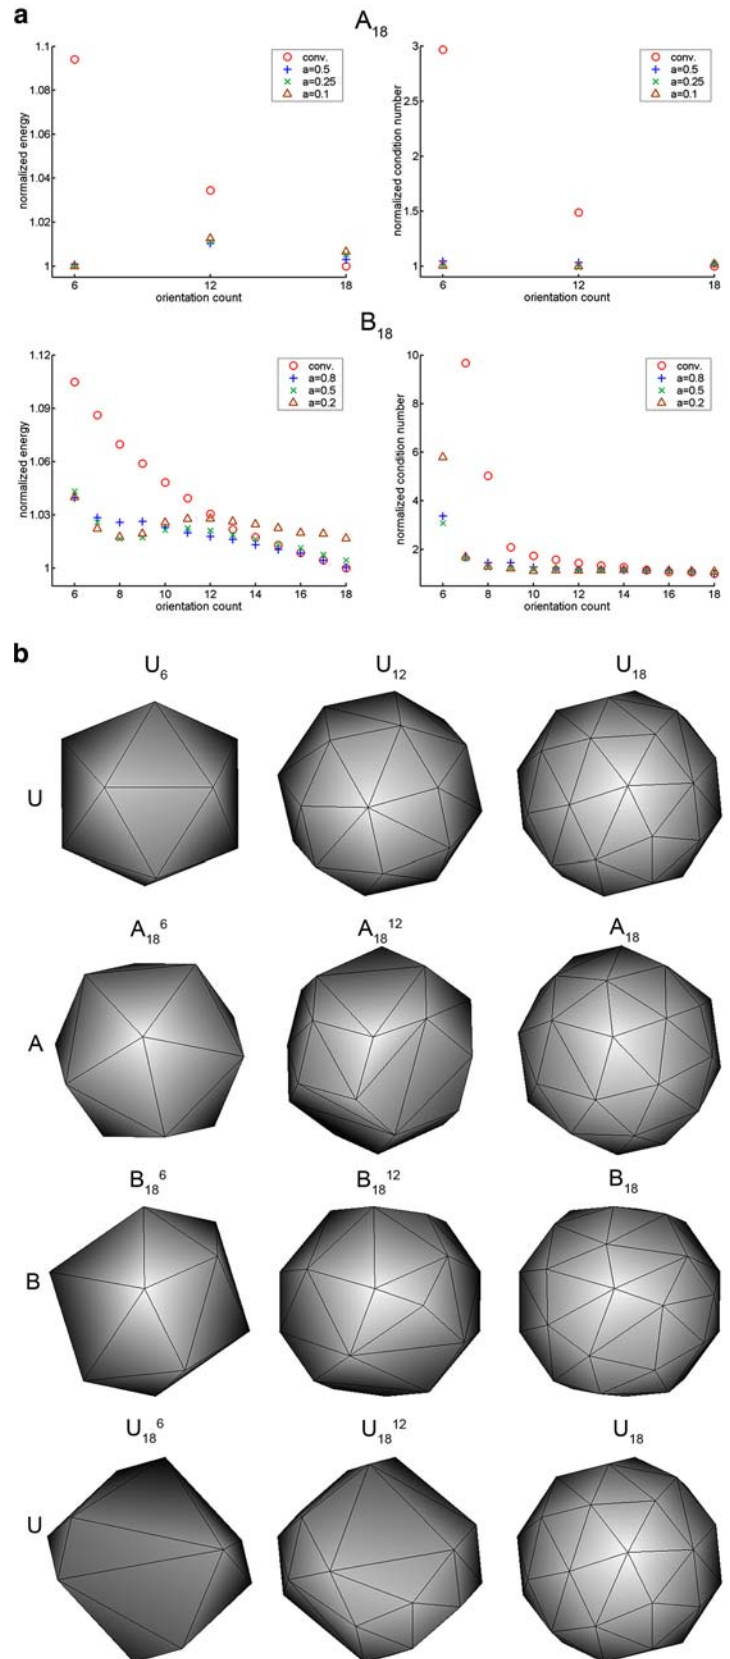 a
A18
1.1
1.08
1.06
1.04
1.02
1
6
12
18
normalized energy
orientation count
conv.
a=0.5
a=0.25
a=0.1
3
2.5
2
1.5
1
6
12
18
normalized condition number
orientation count
conv.
a=0.5
a=0.25
a=0.1
B18
1.12
1.09
1.06
1.03
1
6 8 10 12 14 16 18
normalized energy
orientation count
conv.
a=0.8
a=0.5
a=0.2
10
8
6
4
2
6 8 10 12 14 16 18
normalized condition number
orientation count
conv.
a=0.8
a=0.5
a=0.2
b
U6 U12 U18
U
A18^6 A18^12 A18
A
B18^6 B18^12 B18
B
U18^6 U18^12 U18
U